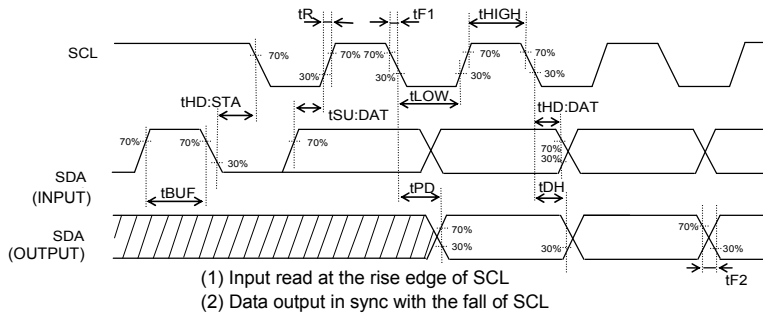 tR tF1 tHIGH
SCL
70% 70% 70% 70% 70%
30% 30% 30% 30%
tHD:STA tLOW
tSU:DAT tHD:DAT
70% 70% 30% 70% 70% 30%
SDA
(INPUT)
tBUF tPD tDH
SDA
(OUTPUT)
70% 30% 30% 70% 30%
tF2
(1) Input read at the rise edge of SCL
(2) Data output in sync with the fall of SCL